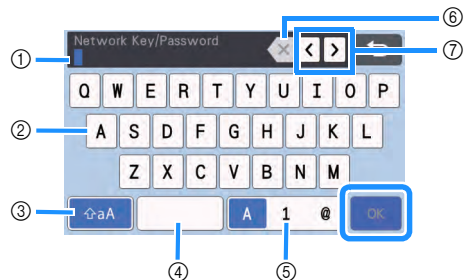 ⑥
Network Key/Password
< >
⑦
①
Q W E R T Y U I O P
② A S D F G H J K L
Z X C V B N M
③ ⇧aA A 1 @ OK
④ ⑤